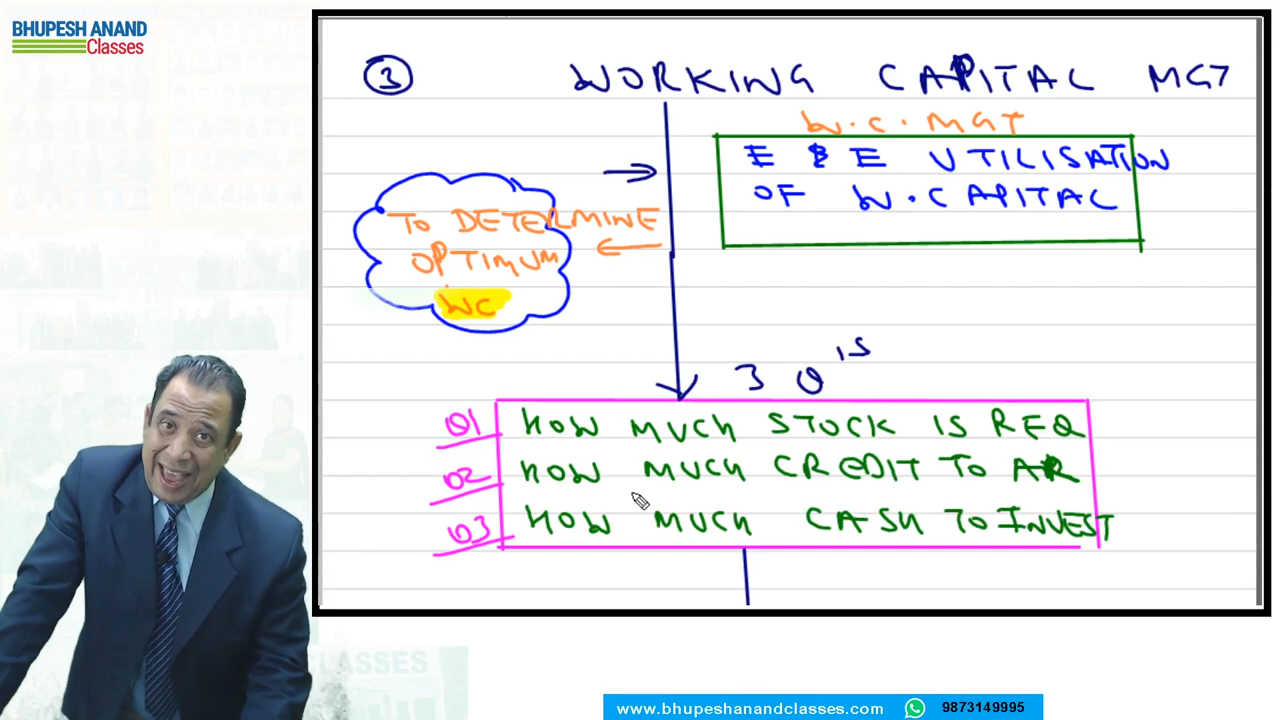 BHUPESH ANAND
Classes
③ WORKING CAPITAL MGT
W.C. MGT
E & E UTILISATION
OF W.CAPITAL
TO DETERMINE
OPTIMUM
WC
3 Q'S
Q1 HOW MUCH STOCK IS REQ
Q2 HOW MUCH CREDIT TO AR
Q3 HOW MUCH CASH TO INVEST
CLASSES
www.bhupeshanandclasses.com 9873149995